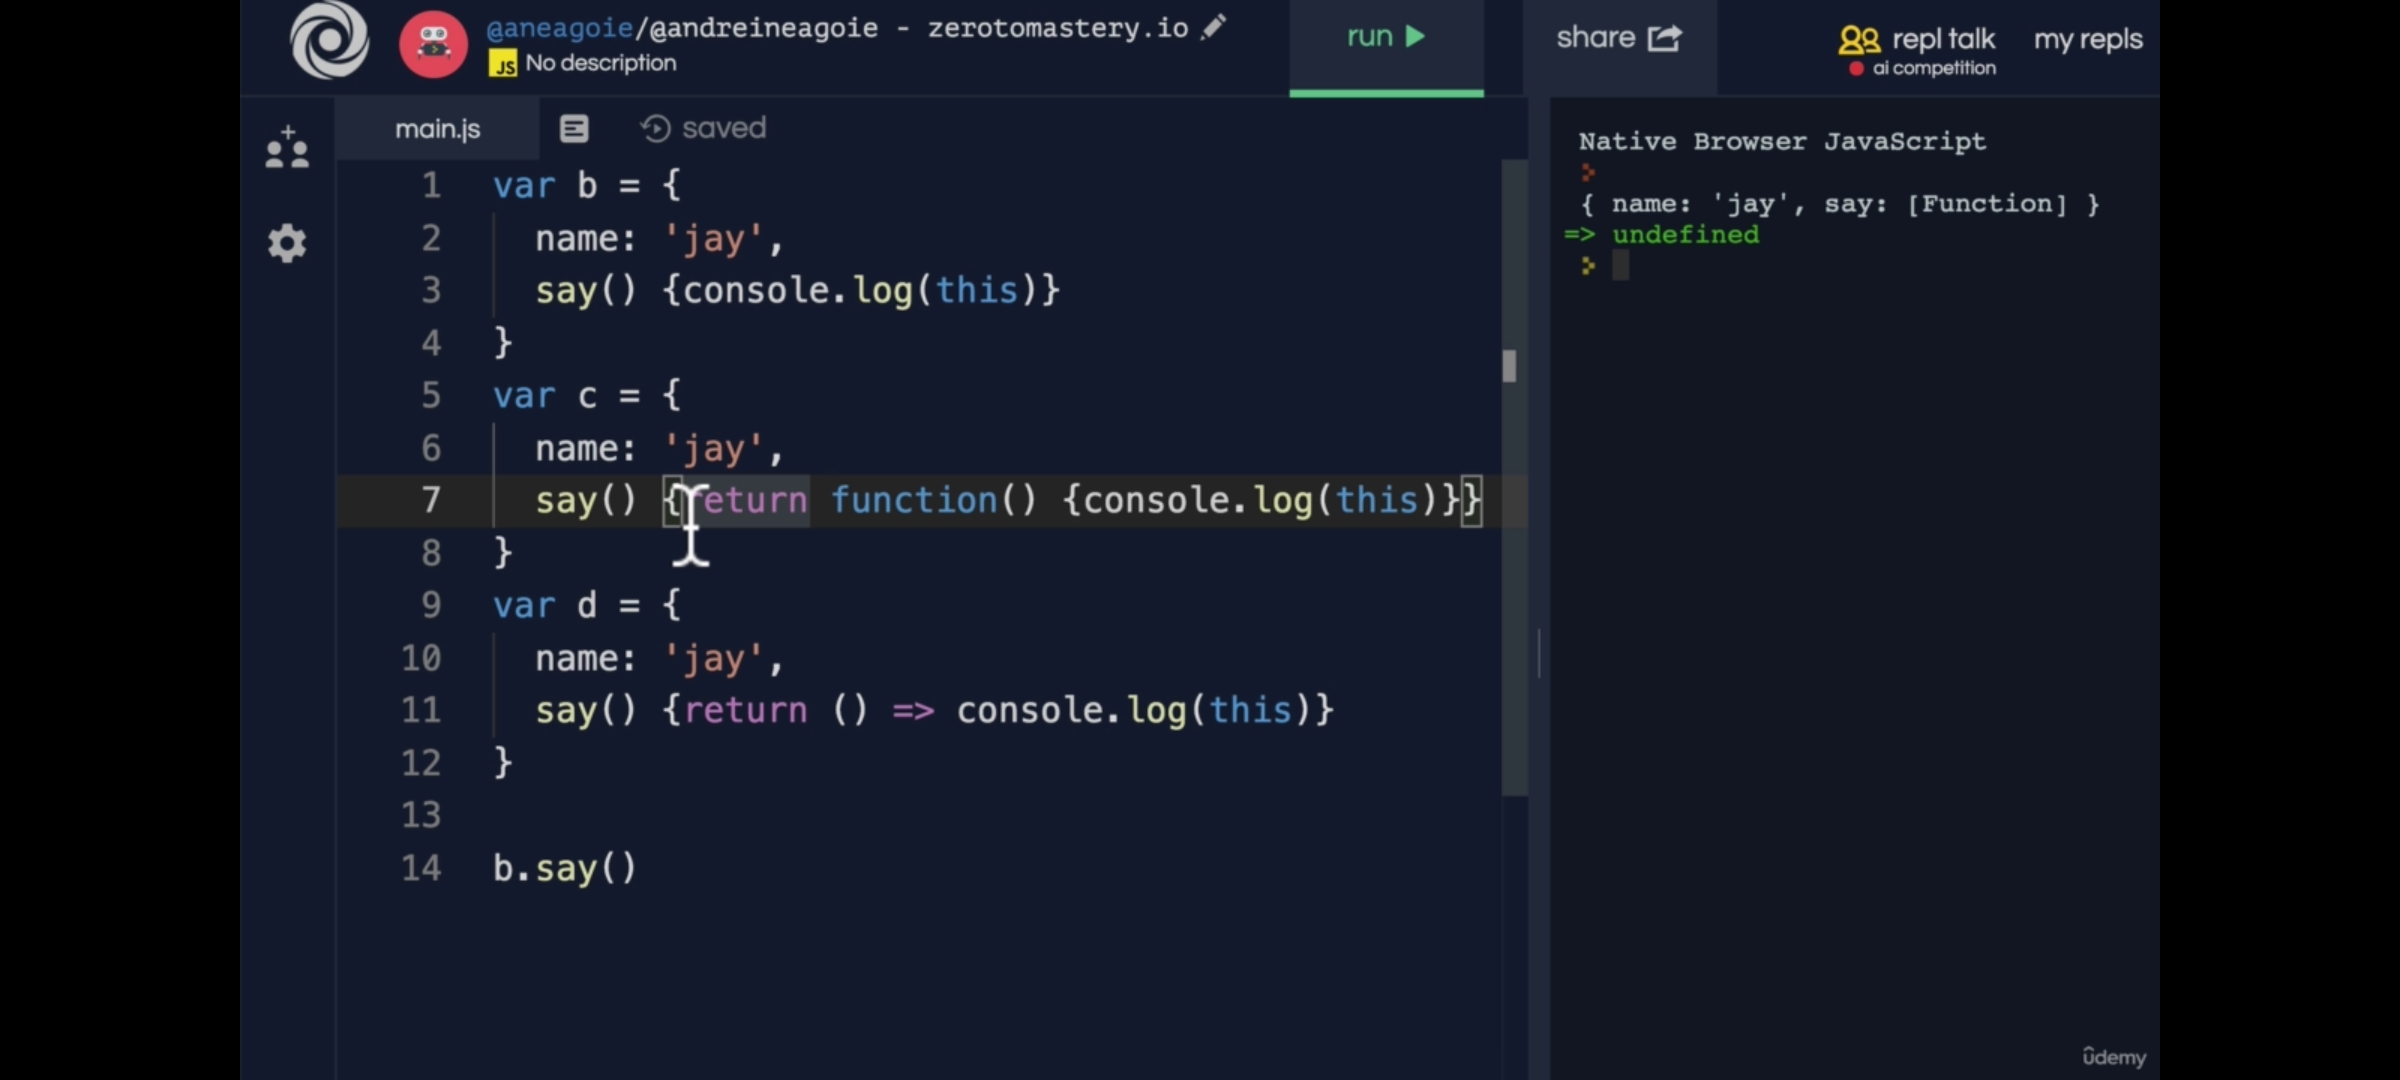 @aneagoie/@andreineagoie - zerotomastery.io
JS No description
run
share
repl talk
ai competition
my repls
main.js
saved
1 var b = {
2 name: 'jay',
3 say() {console.log(this)}
4 }
5 var c = {
6 name: 'jay',
7 say() {return function() {console.log(this)}}
8 }
9 var d = {
10 name: 'jay',
11 say() {return () => console.log(this)}
12 }
13
14 b.say()
Native Browser JavaScript
{ name: 'jay', say: [Function] }
=> undefined
ûdemy